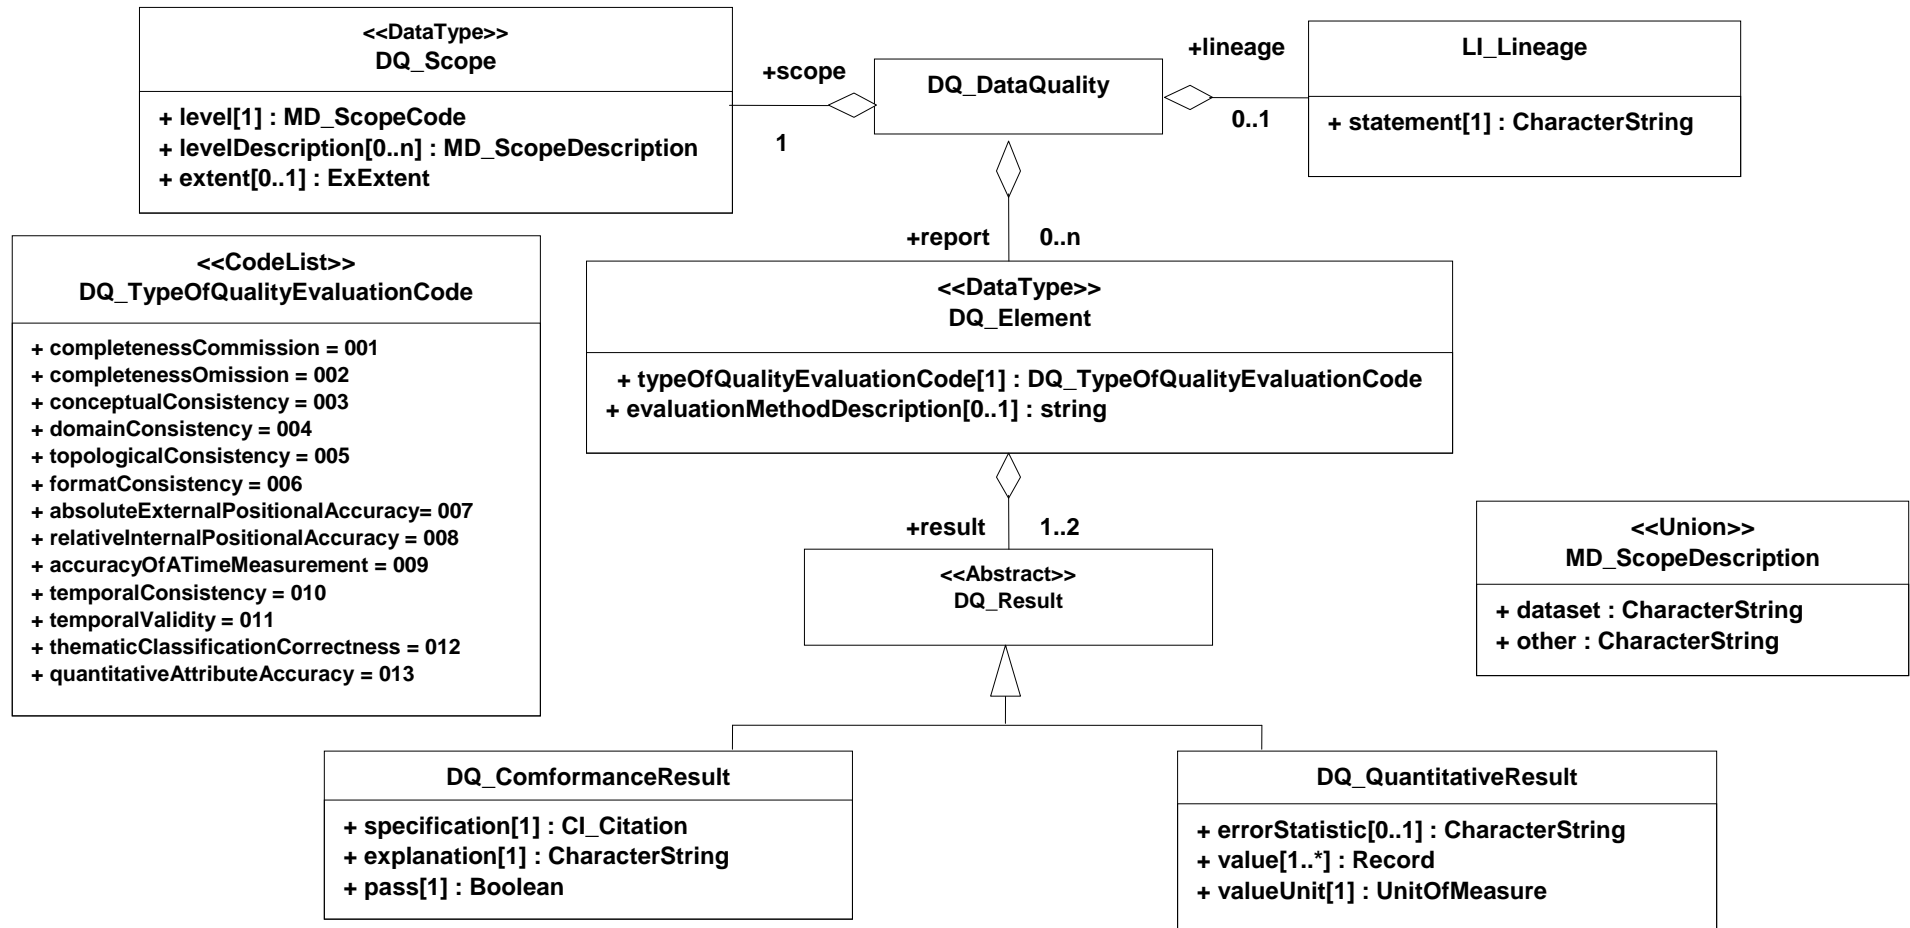 <<DataType>>
DQ_Scope
+ level[1] : MD_ScopeCode
+ levelDescription[0..n] : MD_ScopeDescription
+ extent[0..1] : ExExtent
+scope
1
DQ_DataQuality
+lineage
0..1
LI_Lineage
+ statement[1] : CharacterString
+report
0..n
<<CodeList>>
DQ_TypeOfQualityEvaluationCode
+ completenessCommission = 001
+ completenessOmission = 002
+ conceptualConsistency = 003
+ domainConsistency = 004
+ topologicalConsistency = 005
+ formatConsistency = 006
+ absoluteExternalPositionalAccuracy= 007
+ relativeInternalPositionalAccuracy = 008
+ accuracyOfATimeMeasurement = 009
+ temporalConsistency = 010
+ temporalValidity = 011
+ thematicClassificationCorrectness = 012
+ quantitativeAttributeAccuracy = 013
<<DataType>>
DQ_Element
+ typeOfQualityEvaluationCode[1] : DQ_TypeOfQualityEvaluationCode
+ evaluationMethodDescription[0..1] : string
+result
1..2
<<Abstract>>
DQ_Result
<<Union>>
MD_ScopeDescription
+ dataset : CharacterString
+ other : CharacterString
DQ_ComformanceResult
+ specification[1] : CI_Citation
+ explanation[1] : CharacterString
+ pass[1] : Boolean
DQ_QuantitativeResult
+ errorStatistic[0..1] : CharacterString
+ value[1..*] : Record
+ valueUnit[1] : UnitOfMeasure